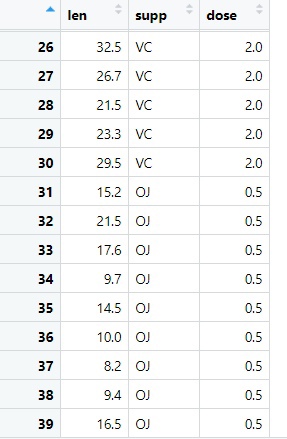 len supp dose
26 32.5 VC 2.0
27 26.7 VC 2.0
28 21.5 VC 2.0
29 23.3 VC 2.0
30 29.5 VC 2.0
31 15.2 OJ 0.5
32 21.5 OJ 0.5
33 17.6 OJ 0.5
34 9.7 OJ 0.5
35 14.5 OJ 0.5
36 10.0 OJ 0.5
37 8.2 OJ 0.5
38 9.4 OJ 0.5
39 16.5 OJ 0.5